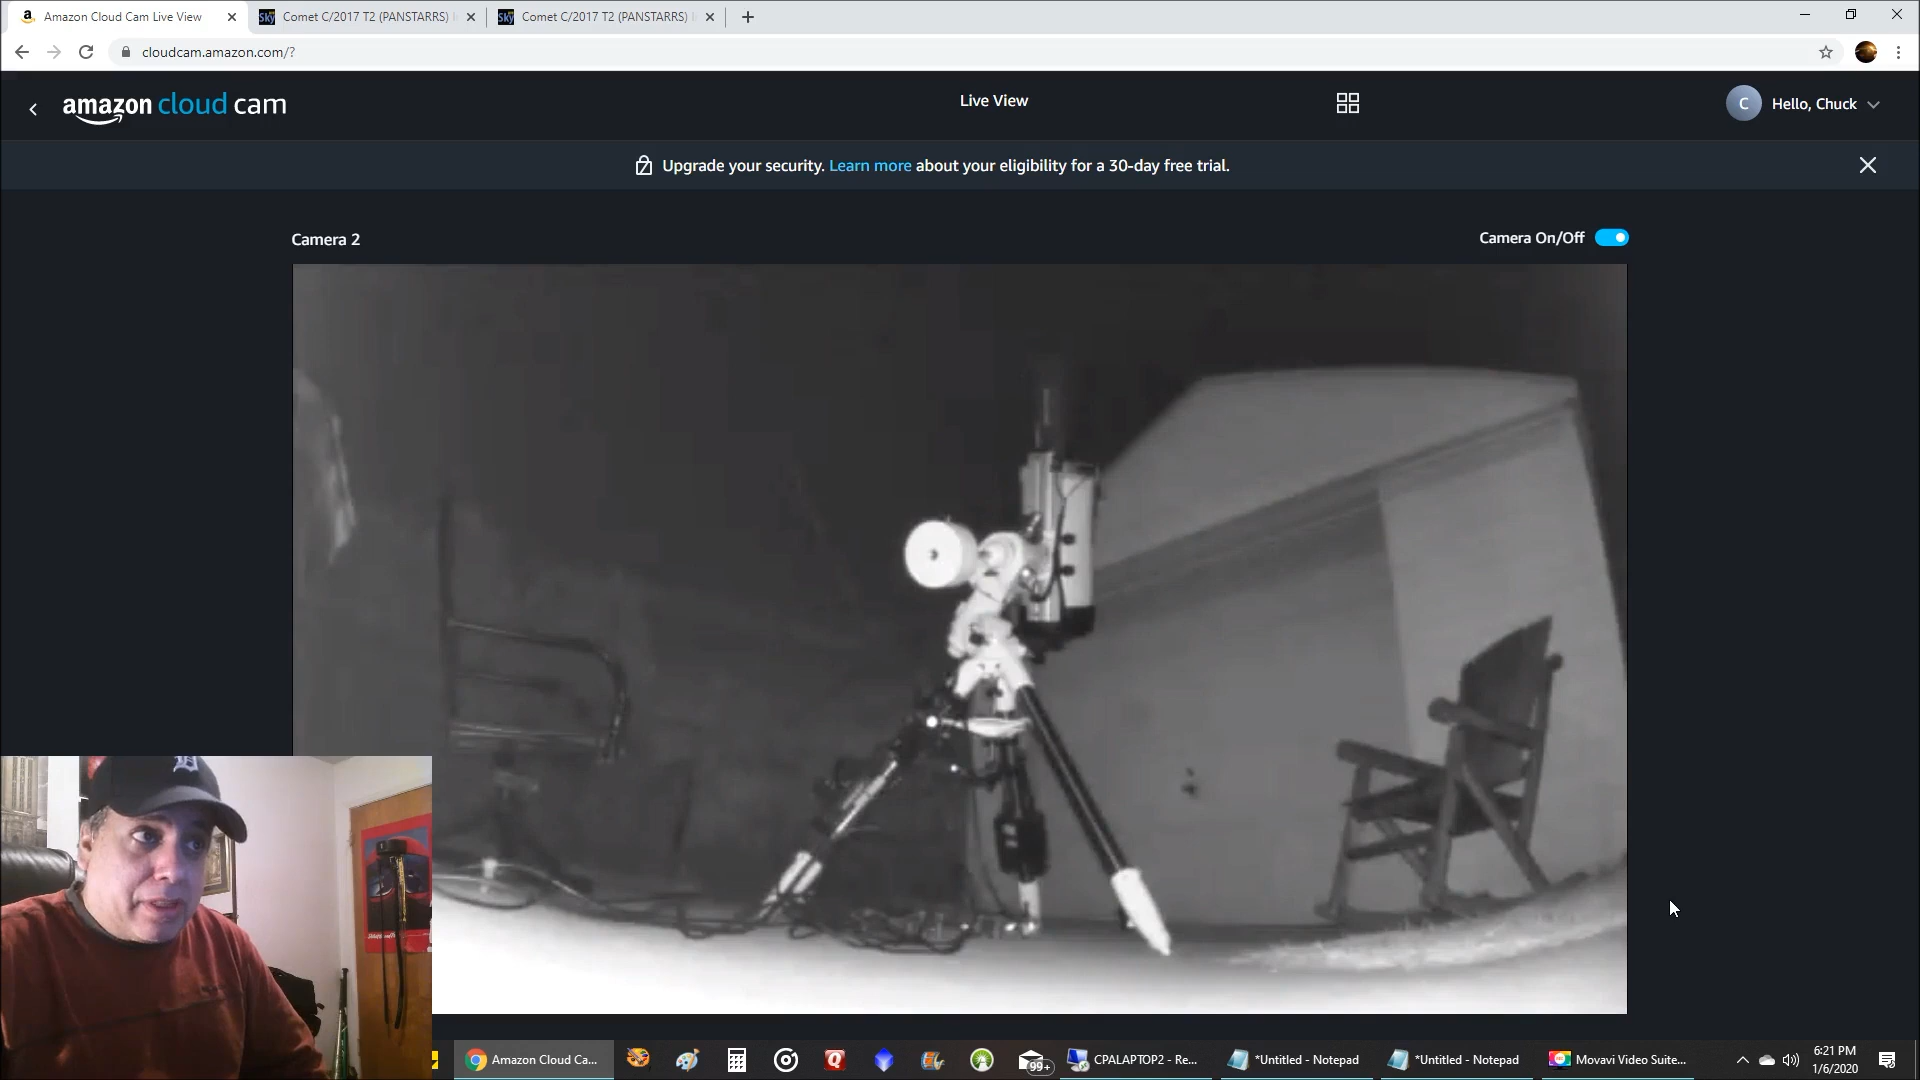 Amazon Cloud Cam Live View
Comet C/2017 T2 (PANSTARRS)
Comet C/2017 T2 (PANSTARRS)
cloudcam.amazon.com/?
amazon cloud cam
Live View
C
Hello, Chuck
Upgrade your security. Learn more about your eligibility for a 30-day free trial.
Camera 2
Camera On/Off
Amazon Cloud Ca...
99+
CPALAPTOP2 - Re...
*Untitled - Notepad
*Untitled - Notepad
Movavi Video Suite...
6:21 PM
1/6/2020